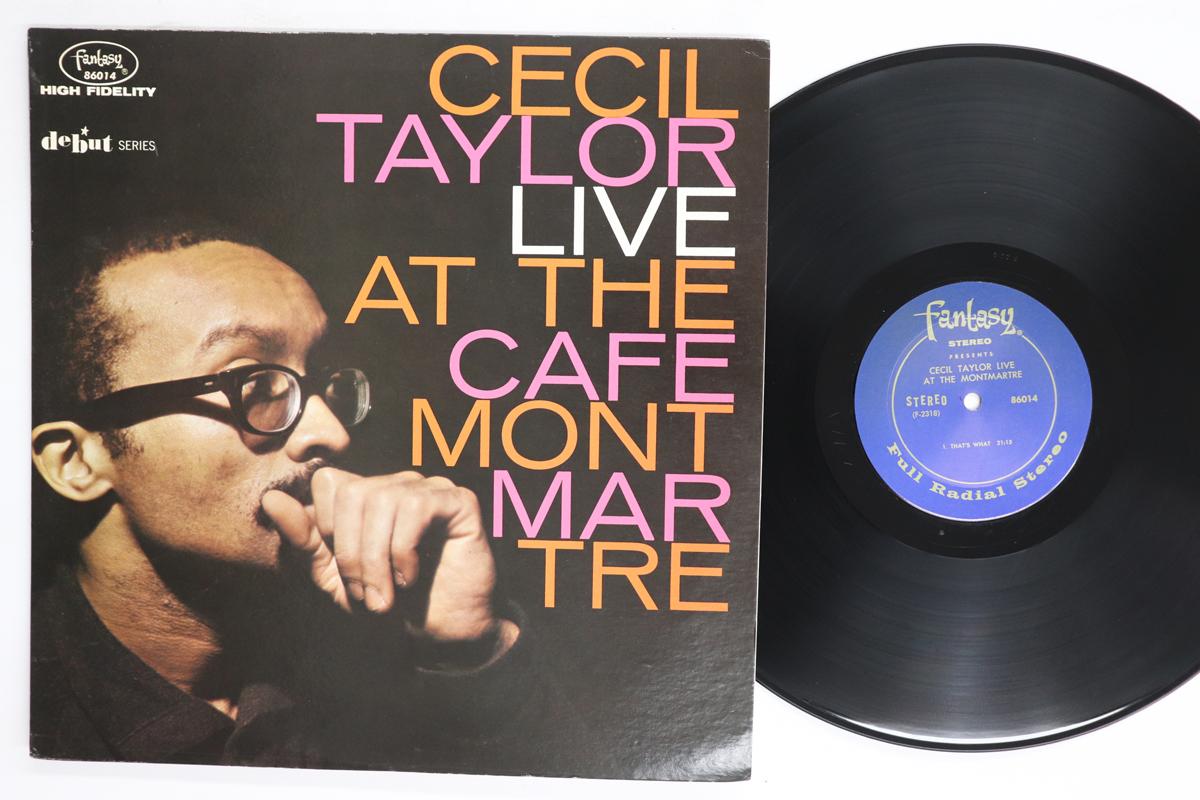 fantasy
86014 ®
HIGH FIDELITY
debut SERIES
CECIL
TAYLOR
LIVE
AT THE
CAFE
MONT
MAR
TRE
fantasy®
STEREO
PRESENTS
CECIL TAYLOR LIVE
AT THE MONTMARTRE
STEREO 86014
(F-2318)
1. THAT'S WHAT 21:15
Full Radial Stereo